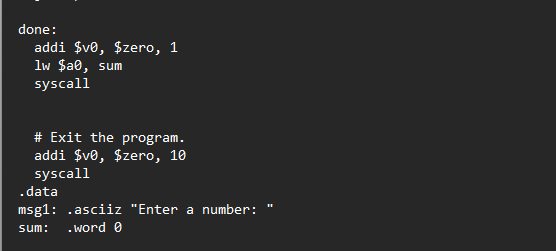 done:
addi $v0, $zero, 1
lw $a0, sum
syscall
# Exit the program.
addi $v0, $zero, 10
syscall
.data
msg1: .asciiz "Enter a number: "
sum: .word 0